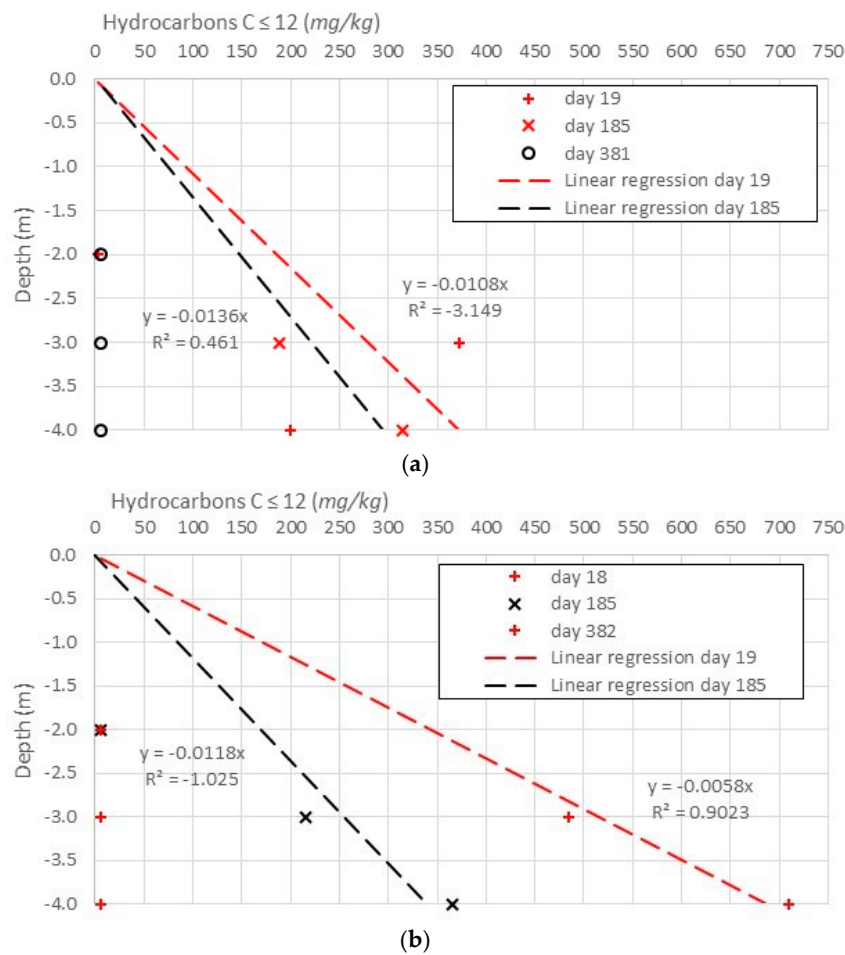 Hydrocarbons C ≤ 12 (mg/kg)
0 50 100 150 200 250 300 350 400 450 500 550 600 650 700 750
0.0
-0.5
-1.0
-1.5
-2.0
-2.5
-3.0
-3.5
-4.0
Depth (m)
day 19
day 185
day 381
Linear regression day 19
Linear regression day 185
y = -0.0108x
R² = -3.149
y = -0.0136x
R² = 0.461
(a)
Hydrocarbons C ≤ 12 (mg/kg)
0 50 100 150 200 250 300 350 400 450 500 550 600 650 700 750
0.0
-0.5
-1.0
-1.5
-2.0
-2.5
-3.0
-3.5
-4.0
Depth (m)
day 18
day 185
day 382
Linear regression day 19
Linear regression day 185
y = -0.0118x
R² = -1.025
y = -0.0058x
R² = 0.9023
(b)